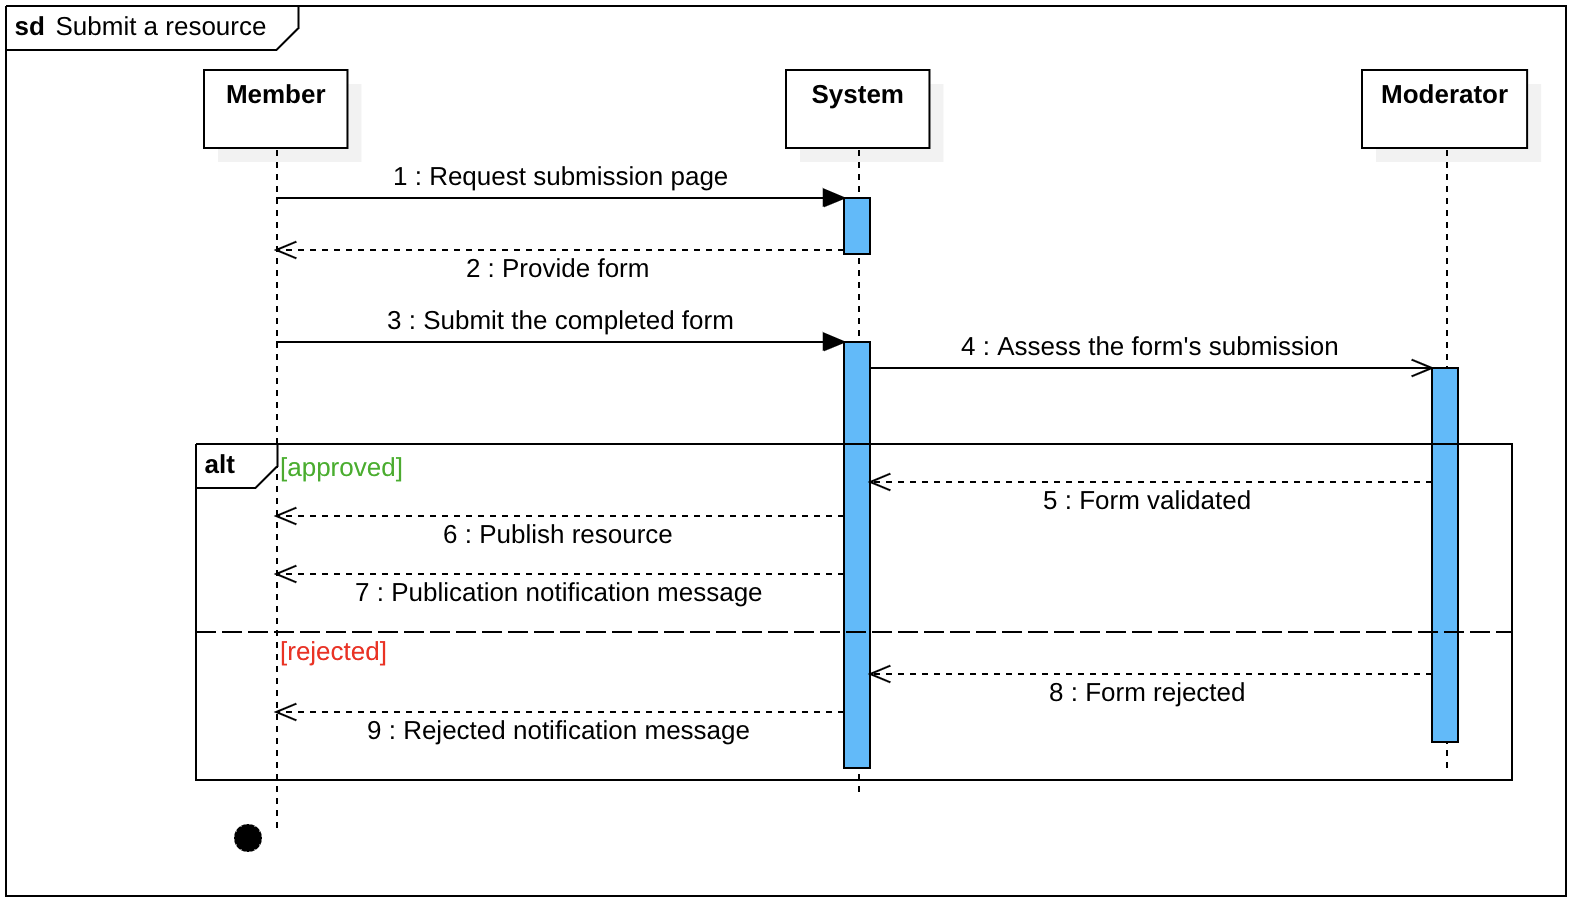 sd Submit a resource
Member
System
Moderator
1 : Request submission page
2 : Provide form
3 : Submit the completed form
4 : Assess the form's submission
alt
[approved]
5 : Form validated
6 : Publish resource
7 : Publication notification message
[rejected]
8 : Form rejected
9 : Rejected notification message